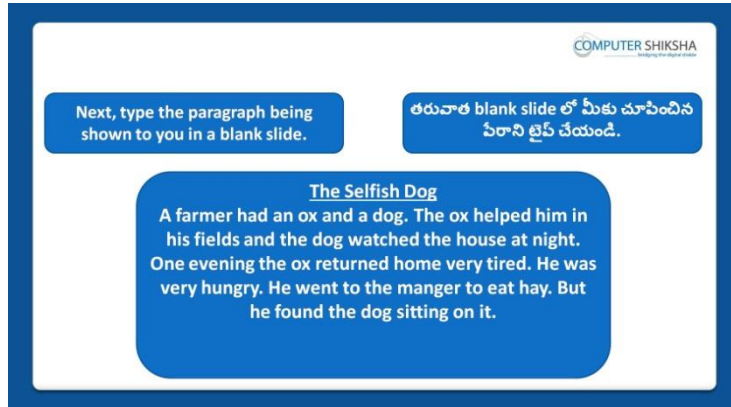 COMPUTER SHIKSHA
bridging the digital divide
Next, type the paragraph being
shown to you in a blank slide.
తరువాత blank slide లో మీకు చూపించిన
పేరాని టైప్ చేయండి.
The Selfish Dog
A farmer had an ox and a dog. The ox helped him in
his fields and the dog watched the house at night.
One evening the ox returned home very tired. He was
very hungry. He went to the manger to eat hay. But
he found the dog sitting on it.